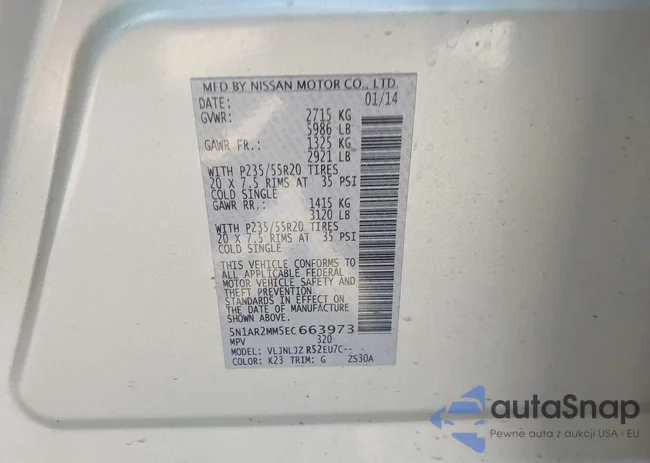 MFD BY NISSAN MOTOR CO., LTD.
DATE: 01/14
GVWR: 2715 KG
5986 LB
GAWR FR.: 1325 KG
2921 LB
WITH P235/55R20 TIRES
20 X 7.5 RIMS AT 35 PSI
COLD SINGLE
GAWR RR.: 1415 KG
3120 LB
WITH P235/55R20 TIRES
20 X 7.5 RIMS AT 35 PSI
COLD SINGLE
THIS VEHICLE CONFORMS TO
ALL APPLICABLE FEDERAL
MOTOR VEHICLE SAFETY AND
THEFT PREVENTION
STANDARDS IN EFFECT ON
THE DATE OF MANUFACTURE
SHOWN ABOVE.
5N1AR2MM5EC663973
MPV 320
MODEL: VLJNLJZ R52EU7C--
COLOR: K23 TRIM: G ZS30A
autaSnap
Pewne auta z aukcji USA i EU